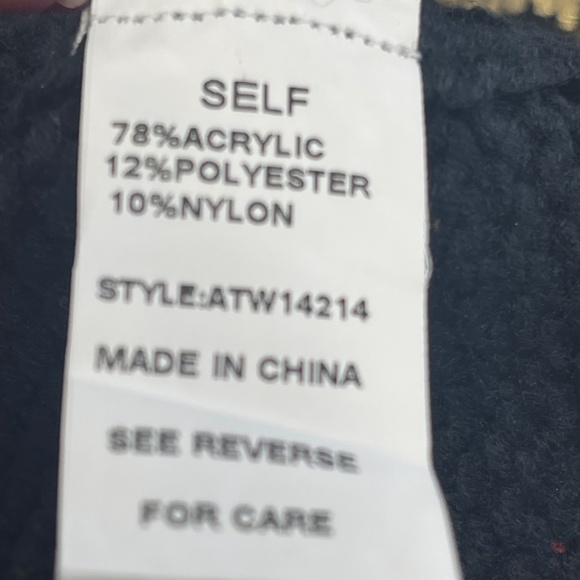 SELF
78%ACRYLIC
12%POLYESTER
10%NYLON
STYLE:ATW14214
MADE IN CHINA
SEE REVERSE
FOR CARE